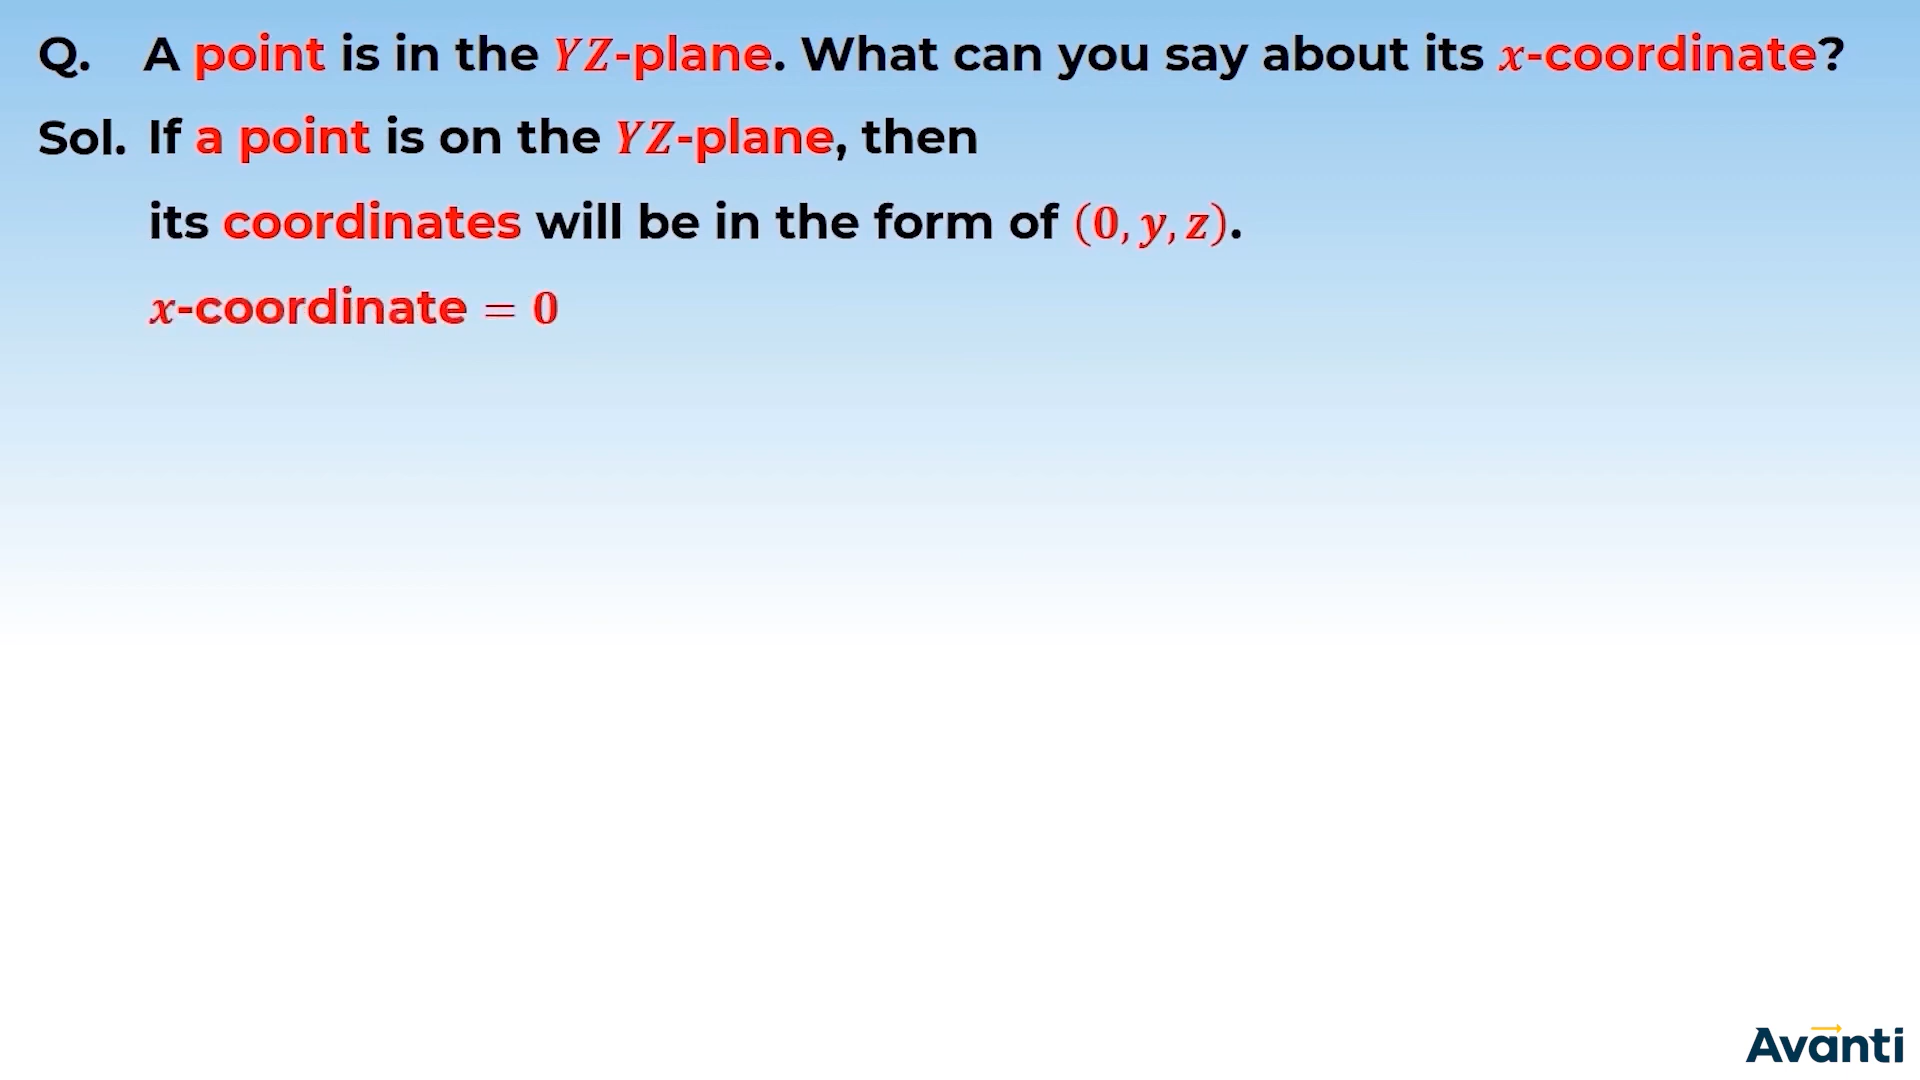 Q. A point is in the YZ-plane. What can you say about its x-coordinate?
Sol. If a point is on the YZ-plane, then
its coordinates will be in the form of (0, y, z).
x-coordinate = 0
Avanti